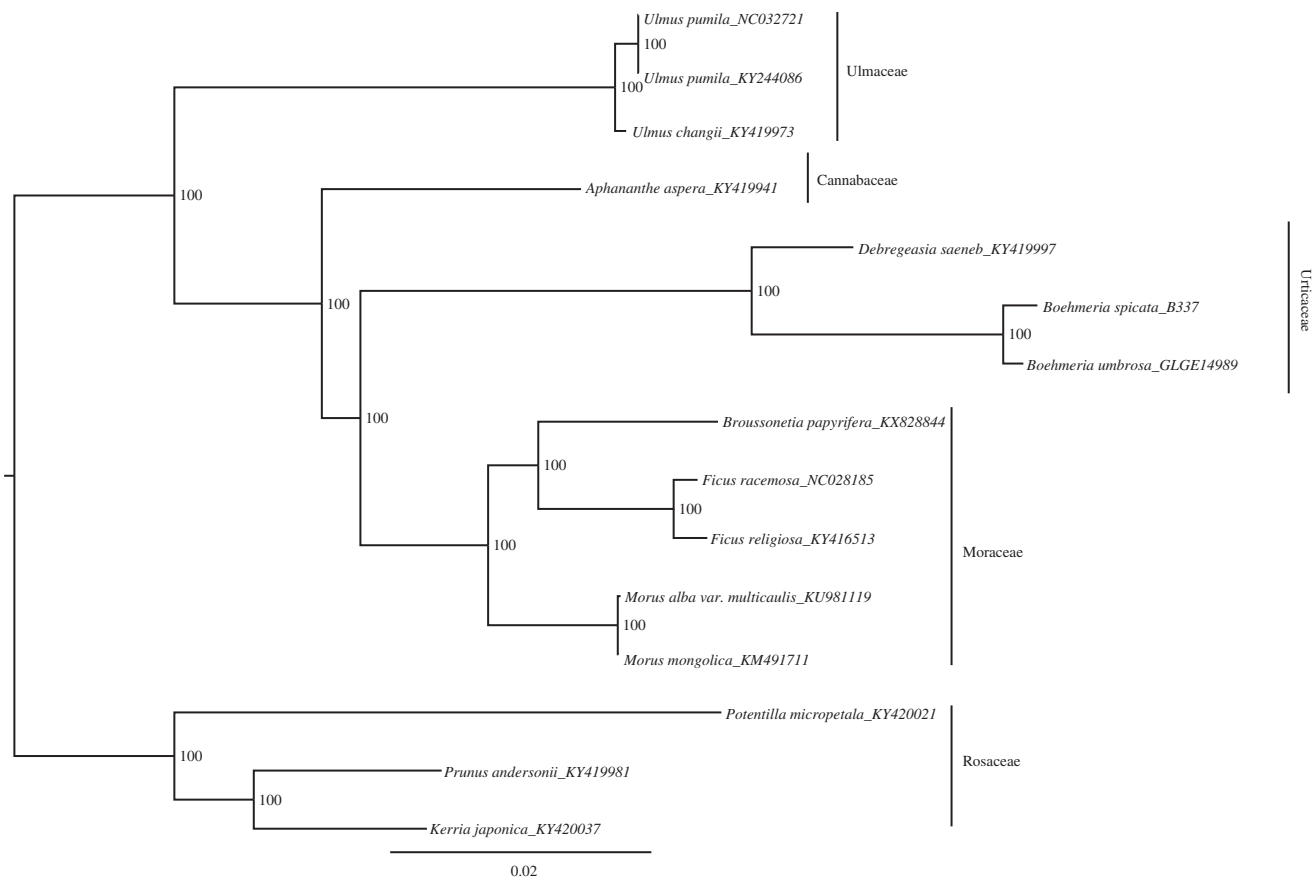 Ulmus pumila_NC032721
100
Ulmus pumila_KY244086
100
Ulmaceae
Ulmus changii_KY419973
Aphananthe aspera_KY419941
Cannabaceae
100
Debregeasia saeneb_KY419997
100
100
Boehmeria spicata_B337
100
Boehmeria umbrosa_GLGE14989
Urticaceae
100
Broussonetia papyrifera_KX828844
100
Ficus racemosa_NC028185
100
Ficus religiosa_KY416513
100
Moraceae
Morus alba var. multicaulis_KU981119
100
Morus mongolica_KM491711
Potentilla micropetala_KY420021
100
Rosaceae
Prunus andersonii_KY419981
100
Kerria japonica_KY420037
0.02